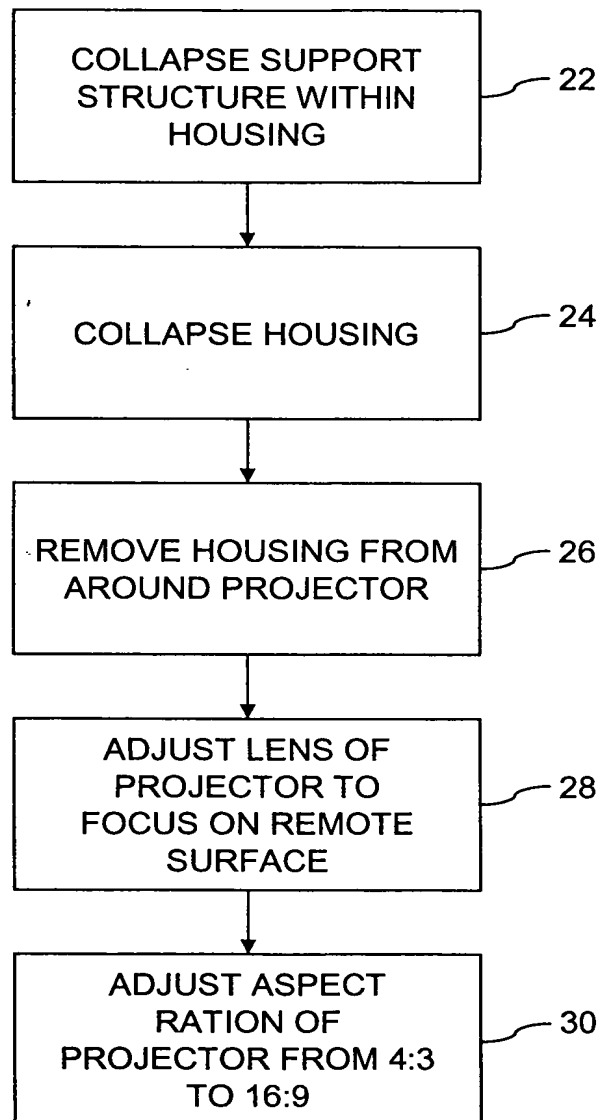 COLLAPSE SUPPORT
STRUCTURE WITHIN
HOUSING
22
COLLAPSE HOUSING
24
REMOVE HOUSING FROM
AROUND PROJECTOR
26
ADJUST LENS OF
PROJECTOR TO
FOCUS ON REMOTE
SURFACE
28
ADJUST ASPECT
RATION OF
PROJECTOR FROM 4:3
TO 16:9
30